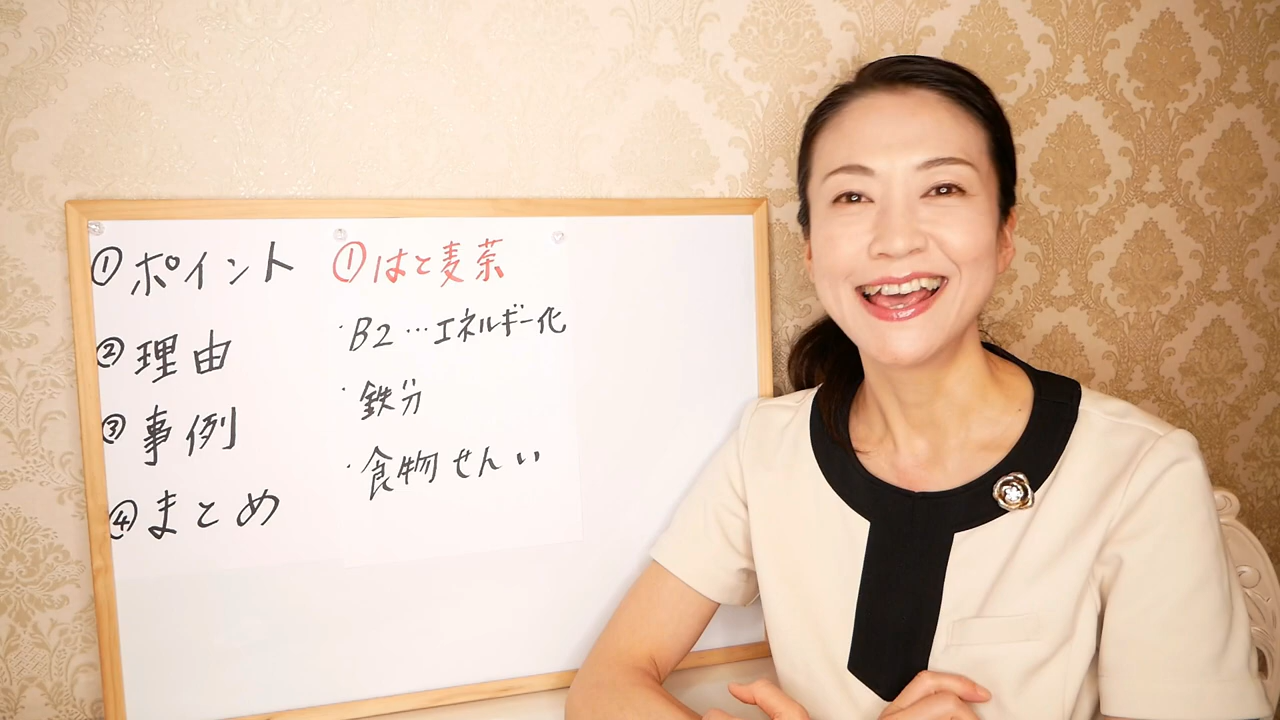 ①ポイント
②理由
③事例
④まとめ
①はと麦茶
・B2…エネルギー化
・鉄分
・食物せんい